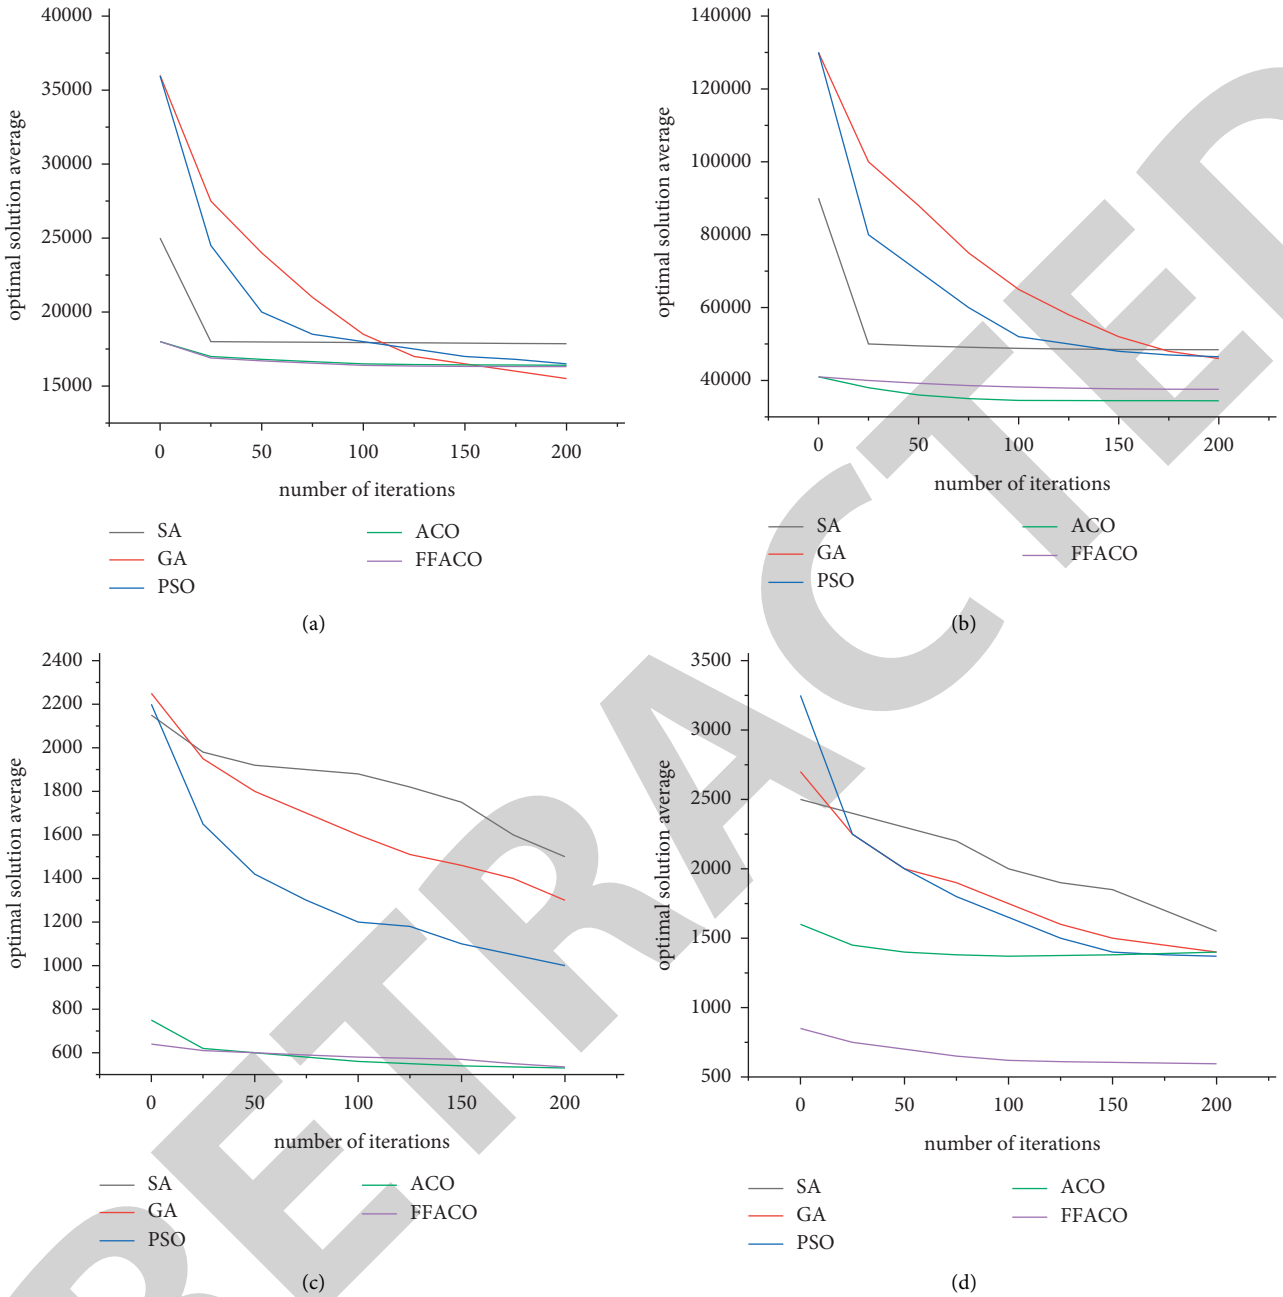 40000
35000
30000
25000
20000
15000
optimal solution average
0 50 100 150 200
number of iterations
SA
GA
PSO
ACO
FFACO
(a)
140000
120000
100000
80000
60000
40000
optimal solution average
0 50 100 150 200
number of iterations
SA
GA
PSO
ACO
FFACO
(b)
2400
2200
2000
1800
1600
1400
1200
1000
800
600
optimal solution average
0 50 100 150 200
number of iterations
SA
GA
PSO
ACO
FFACO
(c)
3500
3000
2500
2000
1500
1000
500
optimal solution average
0 50 100 150 200
number of iterations
SA
GA
PSO
ACO
FFACO
(d)
RETRACTED